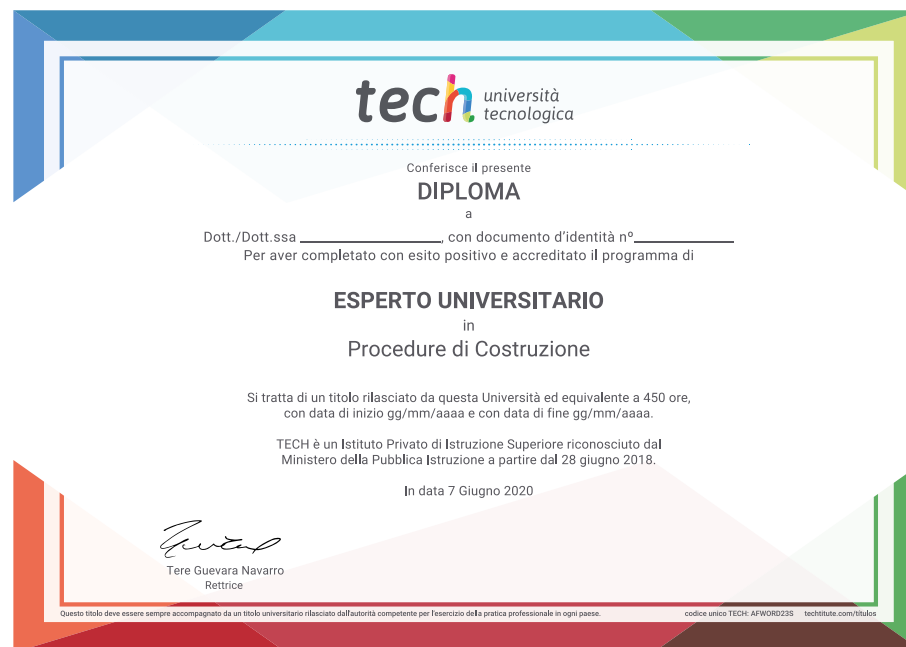 tech università
tecnologica
Conferisce il presente
DIPLOMA
a
Dott./Dott.ssa ____________________, con documento d'identità nº______________
Per aver completato con esito positivo e accreditato il programma di
ESPERTO UNIVERSITARIO
in
Procedure di Costruzione
Si tratta di un titolo rilasciato da questa Università ed equivalente a 450 ore,
con data di inizio gg/mm/aaaa e con data di fine gg/mm/aaaa.
TECH è un Istituto Privato di Istruzione Superiore riconosciuto dal
Ministero della Pubblica Istruzione a partire dal 28 giugno 2018.
In data 7 Giugno 2020
Tere Guevara Navarro
Rettrice
Questo titolo deve essere sempre accompagnato da un titolo universitario rilasciato dall'autorità competente per l'esercizio della pratica professionale in ogni paese. codice unico TECH: AFWORD23S techtitute.com/títulos